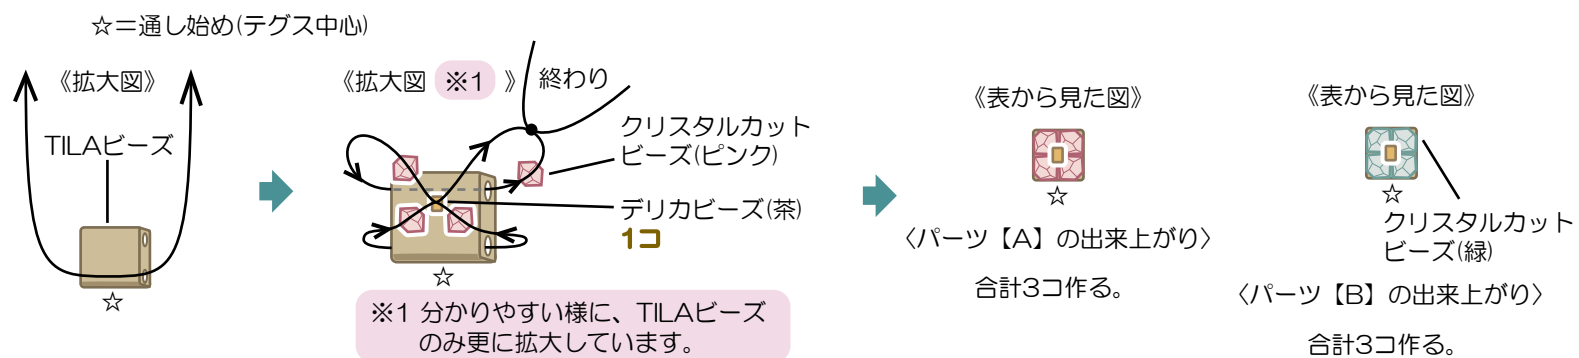 ☆＝通し始め(テグス中心)
《拡大図》
TILAビーズ
☆
《拡大図 ※1 》
終わり
クリスタルカット
ビーズ(ピンク)
デリカビーズ(茶)
1コ
☆
※1 分かりやすい様に、TILAビーズ
のみ更に拡大しています。
《表から見た図》
☆
〈パーツ【A】の出来上がり〉
合計3コ作る。
《表から見た図》
☆
クリスタルカット
ビーズ(緑)
〈パーツ【B】の出来上がり〉
合計3コ作る。